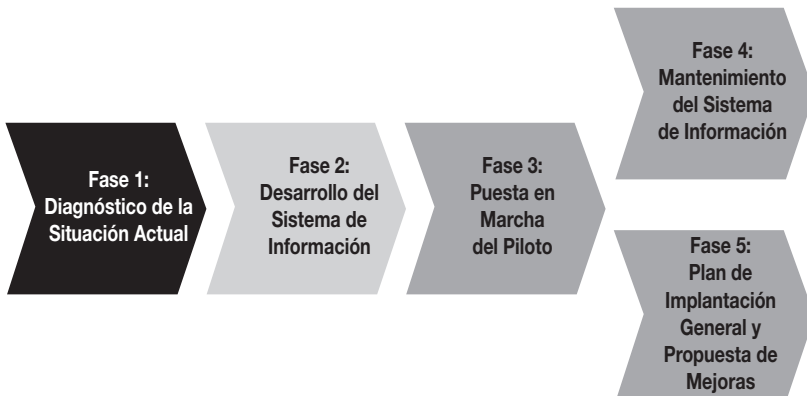 Fase 1:
Diagnóstico de la
Situación Actual
Fase 2:
Desarrollo del
Sistema de
Información
Fase 3:
Puesta en
Marcha
del Piloto
Fase 4:
Mantenimiento
del Sistema
de Información
Fase 5:
Plan de
Implantación
General y
Propuesta de
Mejoras